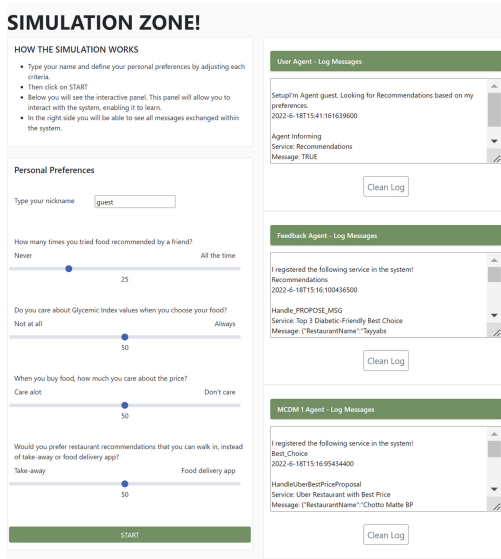 SIMULATION ZONE!
HOW THE SIMULATION WORKS
Type your name and define your personal preferences by adjusting each
criteria.
Then click on START
Below you will see the interactive panel. This panel will allow you to
interact with the system, enabling it to learn.
In the right side you will be able to see all messages exchanged within
the system.
Personal Preferences
Type your nickname
guest
How many times you tried food recommended by a friend?
Never
All the time
25
Do you care about Glycemic Index values when you choose your food?
Not at all
Always
50
When you buy food, how much you care about the price?
Care alot
Don't care
50
Would you prefer restaurant recommendations that you can walk in, instead
of take-away or food delivery app?
Take-away
Food delivery app
50
START
User Agent - Log Messages
SetupI'm Agent guest. Looking for Recommendations based on my
preferences.
2022-6-18T15:41:161639600
Agent Informing
Service: Recommendations
Message: TRUE
Clean Log
Feedback Agent - Log Messages
I registered the following service in the system!
Recommendations
2022-6-18T15:16:100436500
Handle_PROPOSE_MSG
Service: Top 3 Diabetic-Friendly Best Choice
Message: {"RestaurantName":"Tayyabs
Clean Log
MCDM 1 Agent - Log Messages
I registered the following service in the system!
Best_Choice
2022-6-18T15:16:95434400
HandleUberBestPriceProposal
Service: Uber Restaurant with Best Price
Message: {"RestaurantName":"Chotto Matte BP
Clean Log